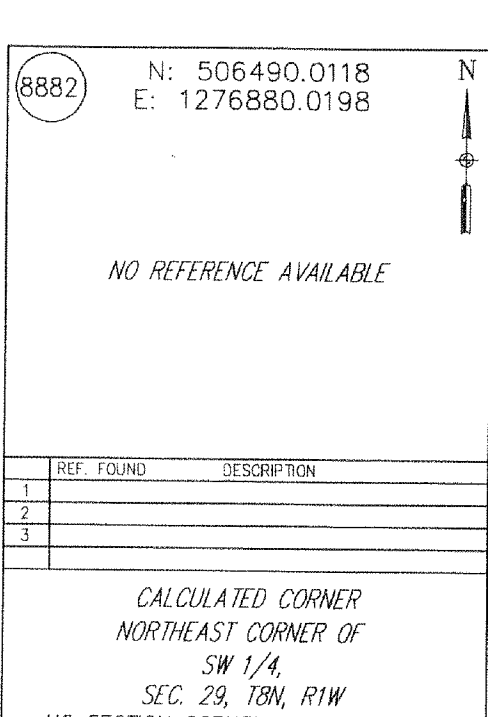 8882
N: 506490.0118
E: 1276880.0198
N
NO REFERENCE AVAILABLE
REF. FOUND DESCRIPTION
1
2
3
CALCULATED CORNER
NORTHEAST CORNER OF
SW 1/4,
SEC. 29, T8N, R1W